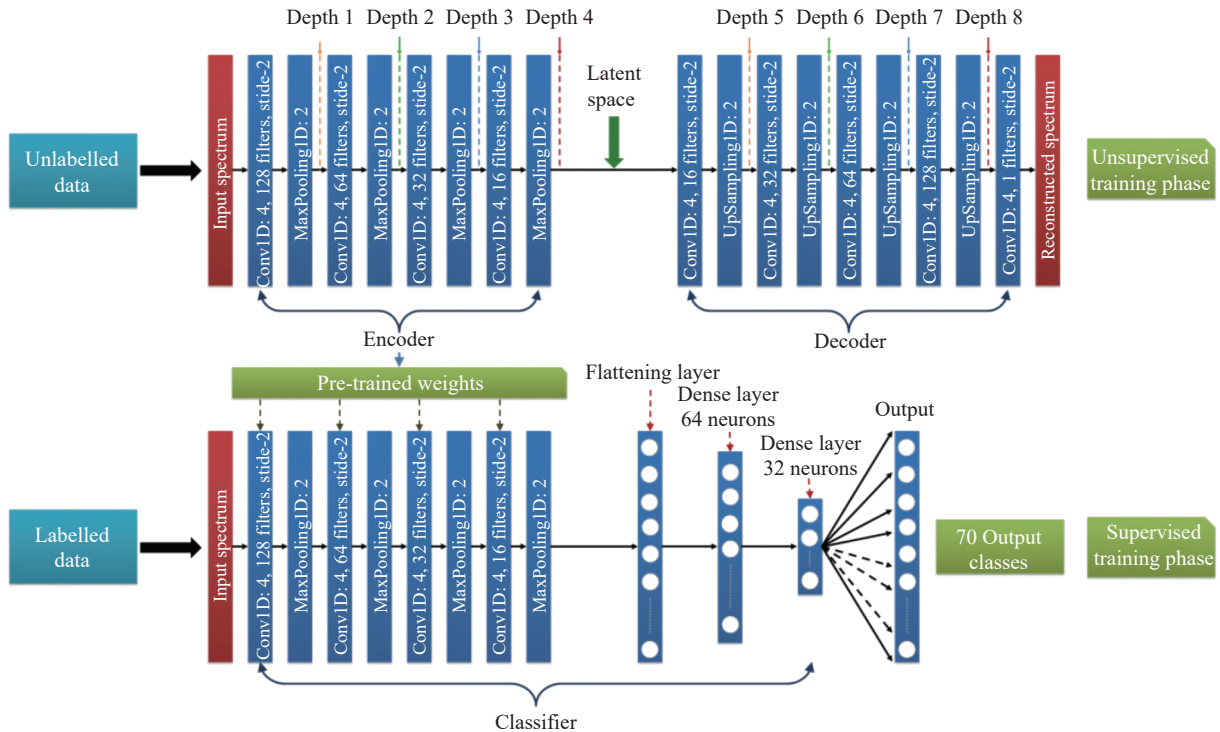 Depth 1
Depth 2
Depth 3
Depth 4
Depth 5
Depth 6
Depth 7
Depth 8
Unlabelled
data
Input spectrum
Conv1D: 4, 128 filters, stide-2
MaxPooling1D: 2
Conv1D: 4, 64 filters, stide-2
MaxPooling1D: 2
Conv1D: 4, 32 filters, stide-2
MaxPooling1D: 2
Conv1D: 4, 16 filters, stide-2
MaxPooling1D: 2
Latent
space
Conv1D: 4, 16 filters, stide-2
UpSampling1D: 2
Conv1D: 4, 32 filters, stide-2
UpSampling1D: 2
Conv1D: 4, 64 filters, stide-2
UpSampling1D: 2
Conv1D: 4, 128 filters, stide-2
UpSampling1D: 2
Conv1D: 4, 1 filters, stide-2
Reconstructed spectrum
Unsupervised
training phase
Encoder
Decoder
Pre-trained weights
Labelled
data
Input spectrum
Conv1D: 4, 128 filters, stide-2
MaxPooling1D: 2
Conv1D: 4, 64 filters, stide-2
MaxPooling1D: 2
Conv1D: 4, 32 filters, stide-2
MaxPooling1D: 2
Conv1D: 4, 16 filters, stide-2
MaxPooling1D: 2
Flattening layer
Dense layer
64 neurons
Dense layer
32 neurons
Output
70 Output
classes
Supervised
training phase
Classifier